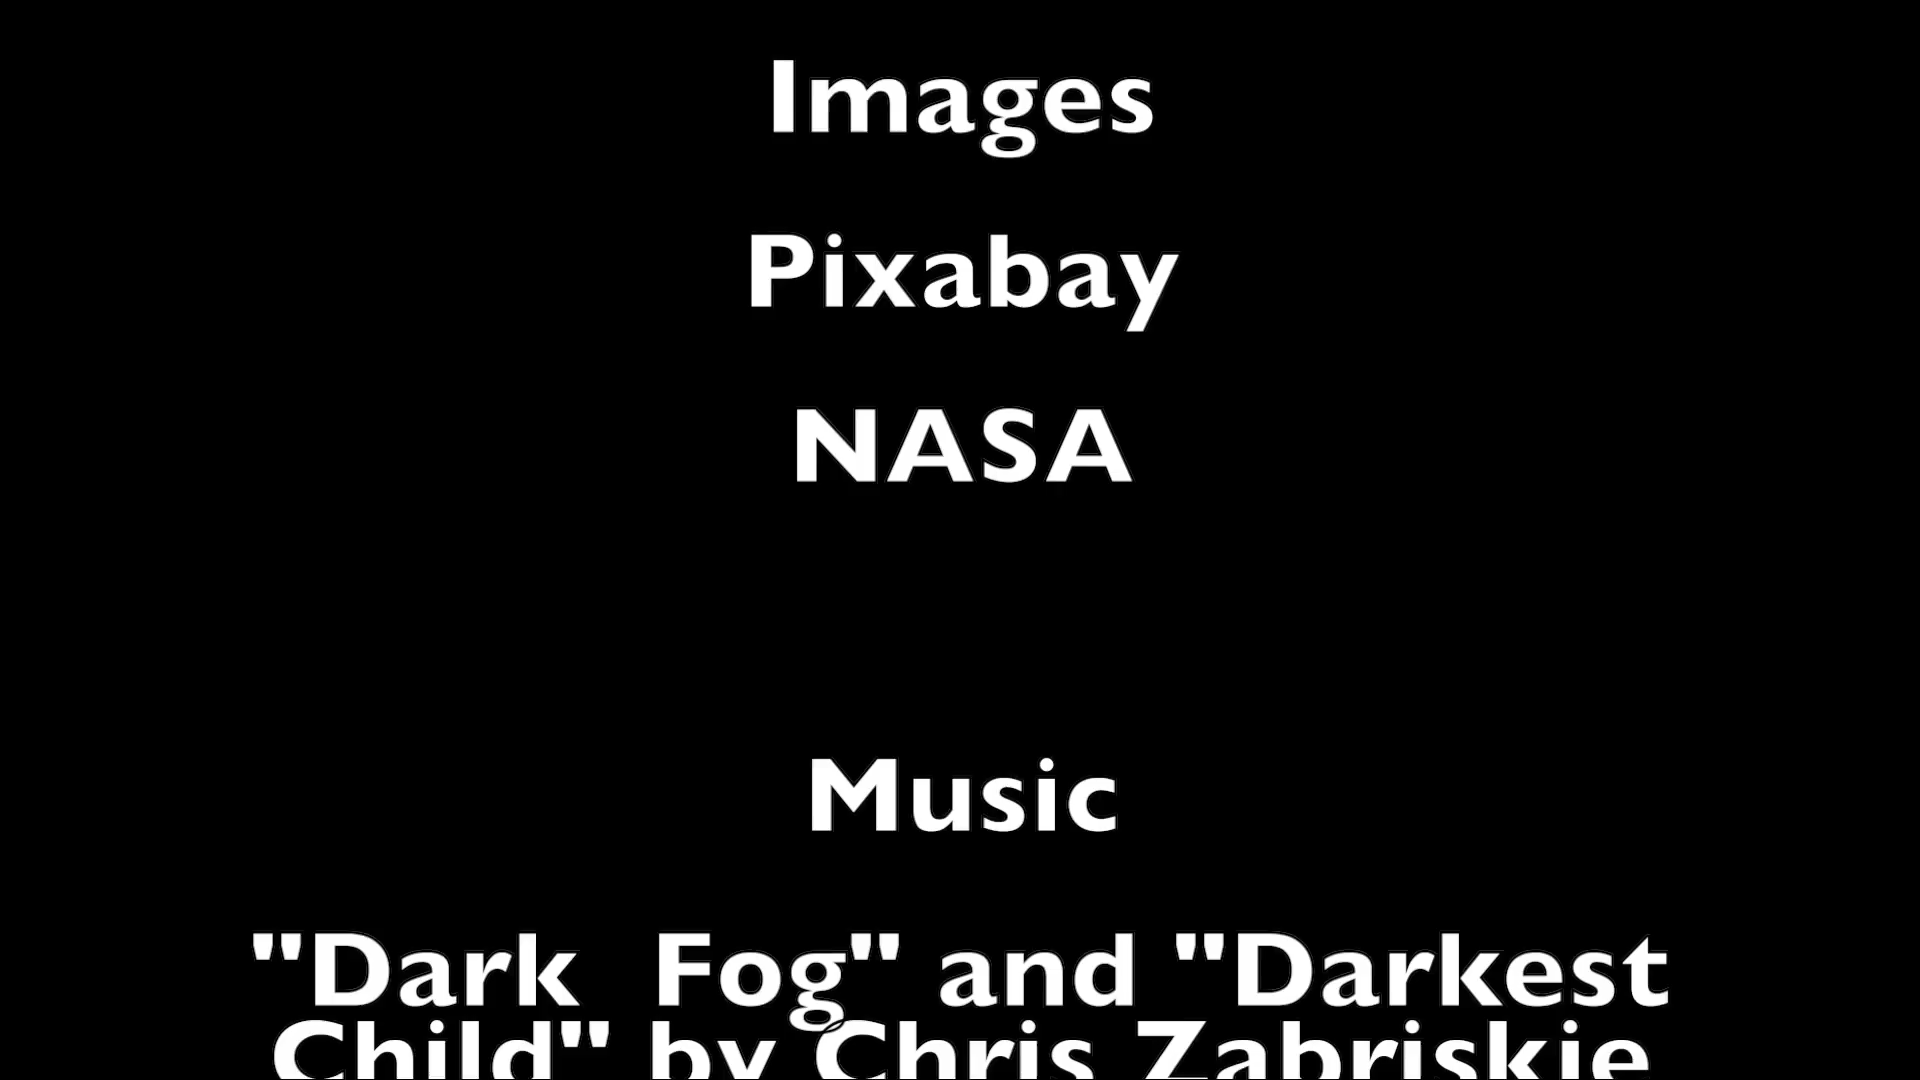 Images
Pixabay
NASA
Music
"Dark  Fog" and "Darkest
Child" by Chris Zabriskie